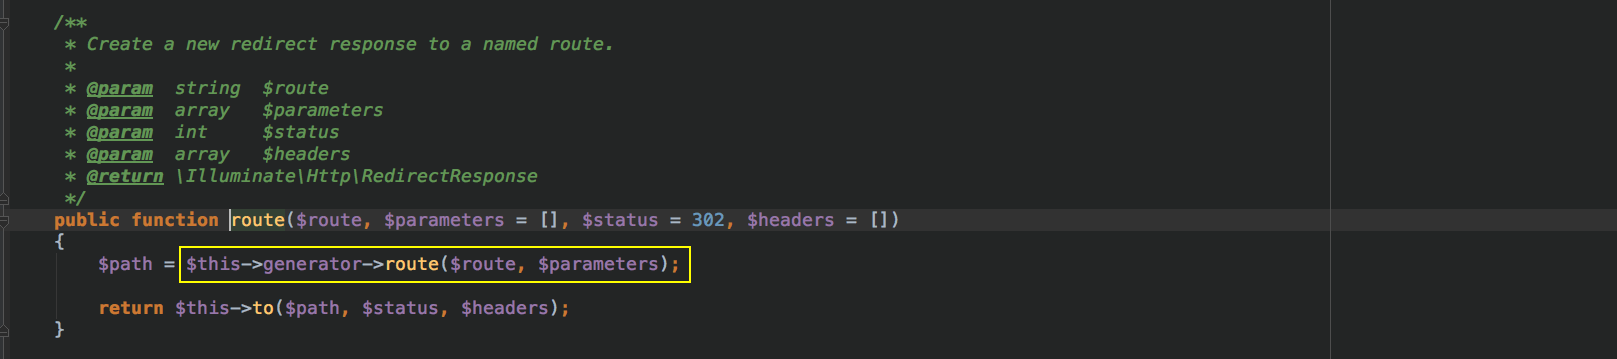 /**
 * Create a new redirect response to a named route.
 *
 * @param  string  $route
 * @param  array   $parameters
 * @param  int     $status
 * @param  array   $headers
 * @return \Illuminate\Http\RedirectResponse
 */
public function route($route, $parameters = [], $status = 302, $headers = [])
{
    $path = $this->generator->route($route, $parameters);
    return $this->to($path, $status, $headers);
}